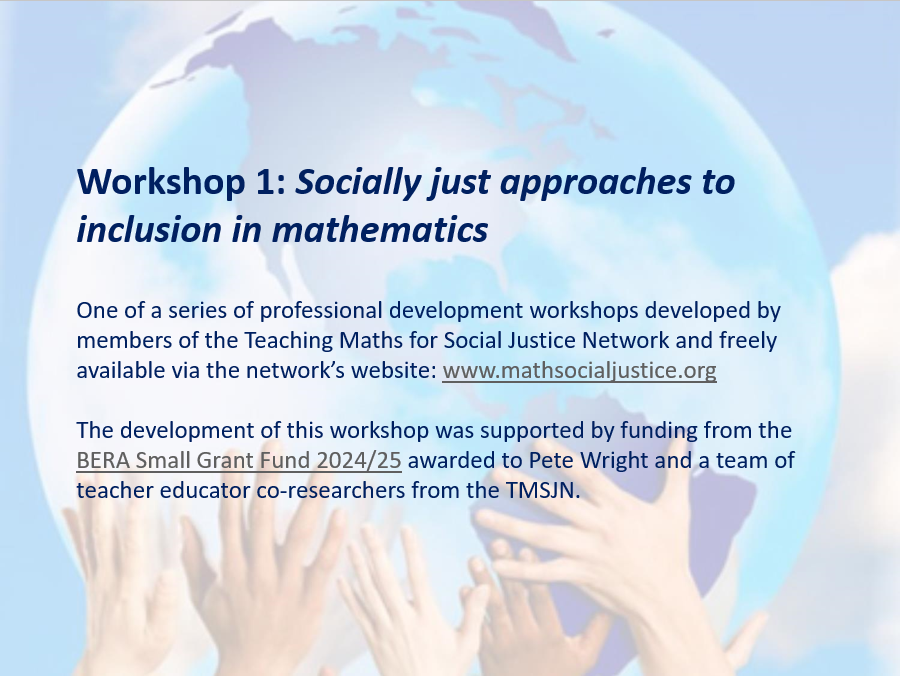 Workshop 1: Socially just approaches to
inclusion in mathematics
One of a series of professional development workshops developed by
members of the Teaching Maths for Social Justice Network and freely
available via the network’s website: www.mathsocialjustice.org
The development of this workshop was supported by funding from the
BERA Small Grant Fund 2024/25 awarded to Pete Wright and a team of
teacher educator co-researchers from the TMSJN.